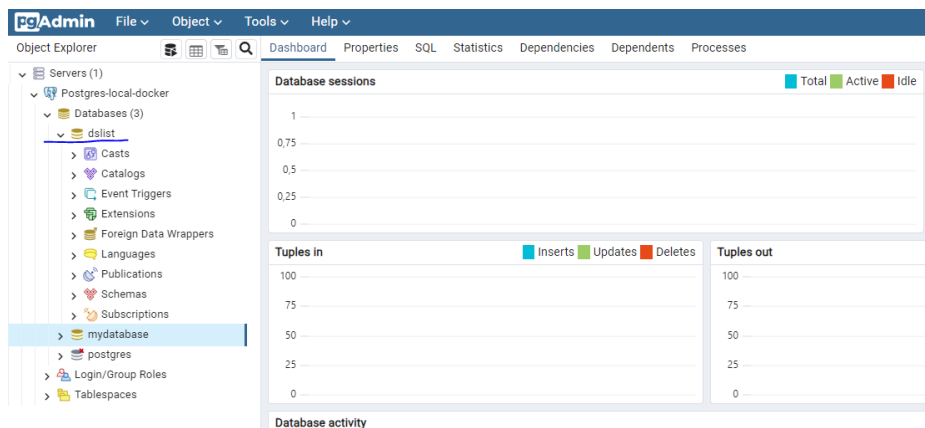 pgAdmin File Object Tools Help
Object Explorer
Dashboard Properties SQL Statistics Dependencies Dependents Processes
Servers (1)
Postgres-local-docker
Databases (3)
dslist
Casts
Catalogs
Event Triggers
Extensions
Foreign Data Wrappers
Languages
Publications
Schemas
Subscriptions
mydatabase
postgres
Login/Group Roles
Tablespaces
Database sessions
Total Active Idle
1
0,75
0,5
0,25
0
Tuples in
Inserts Updates Deletes
100
75
50
25
0
Tuples out
100
75
50
25
0
Database activity